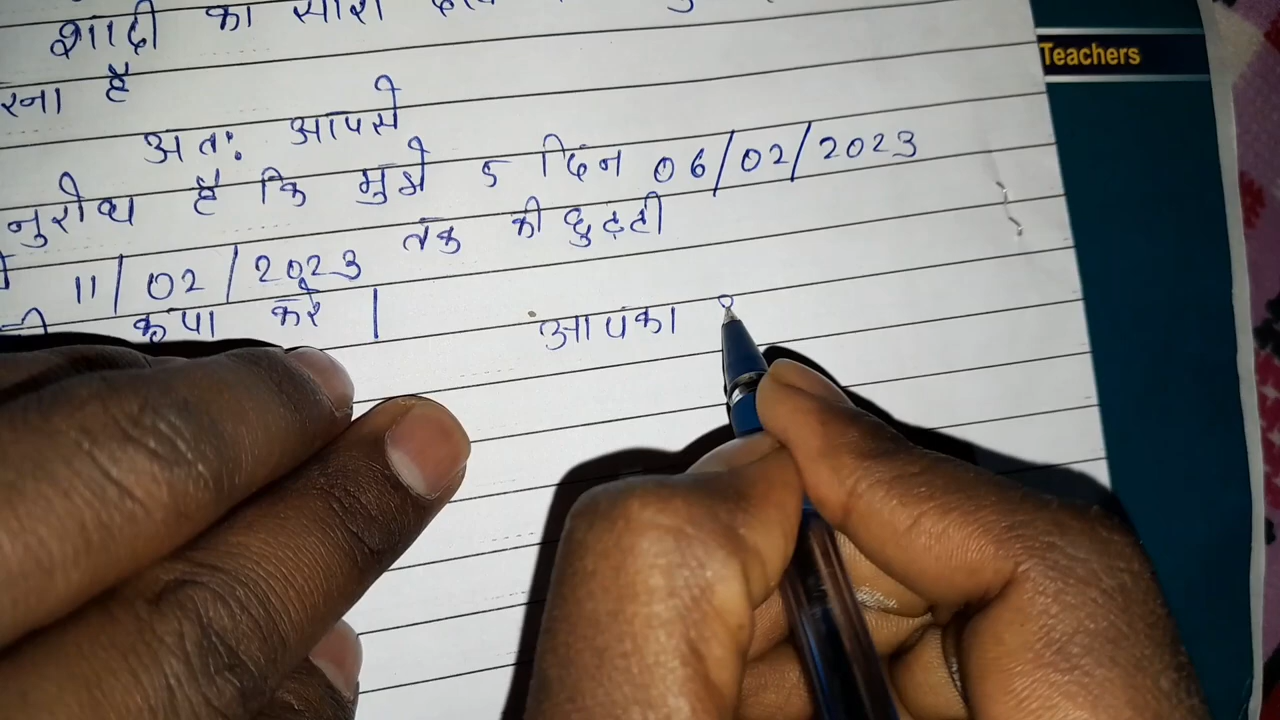 शादी का सारा
रना है
Teachers
अतः आपसे
नुरोध है कि मुझे 5 दिन 06/02/2023
11/02/2023 तक की छुट्टी
कृपा करे |
आपका